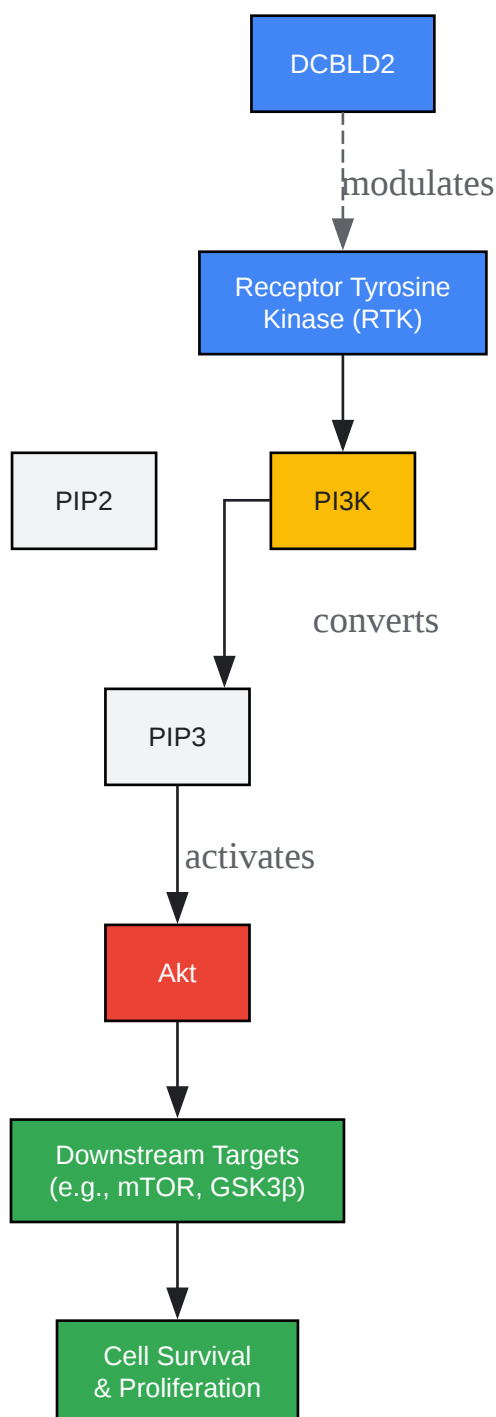 DCBLD2
modulates
Receptor Tyrosine
Kinase (RTK)
PIP2
PI3K
converts
PIP3
activates
Akt
Downstream Targets
(e.g., mTOR, GSK3β)
Cell Survival
& Proliferation